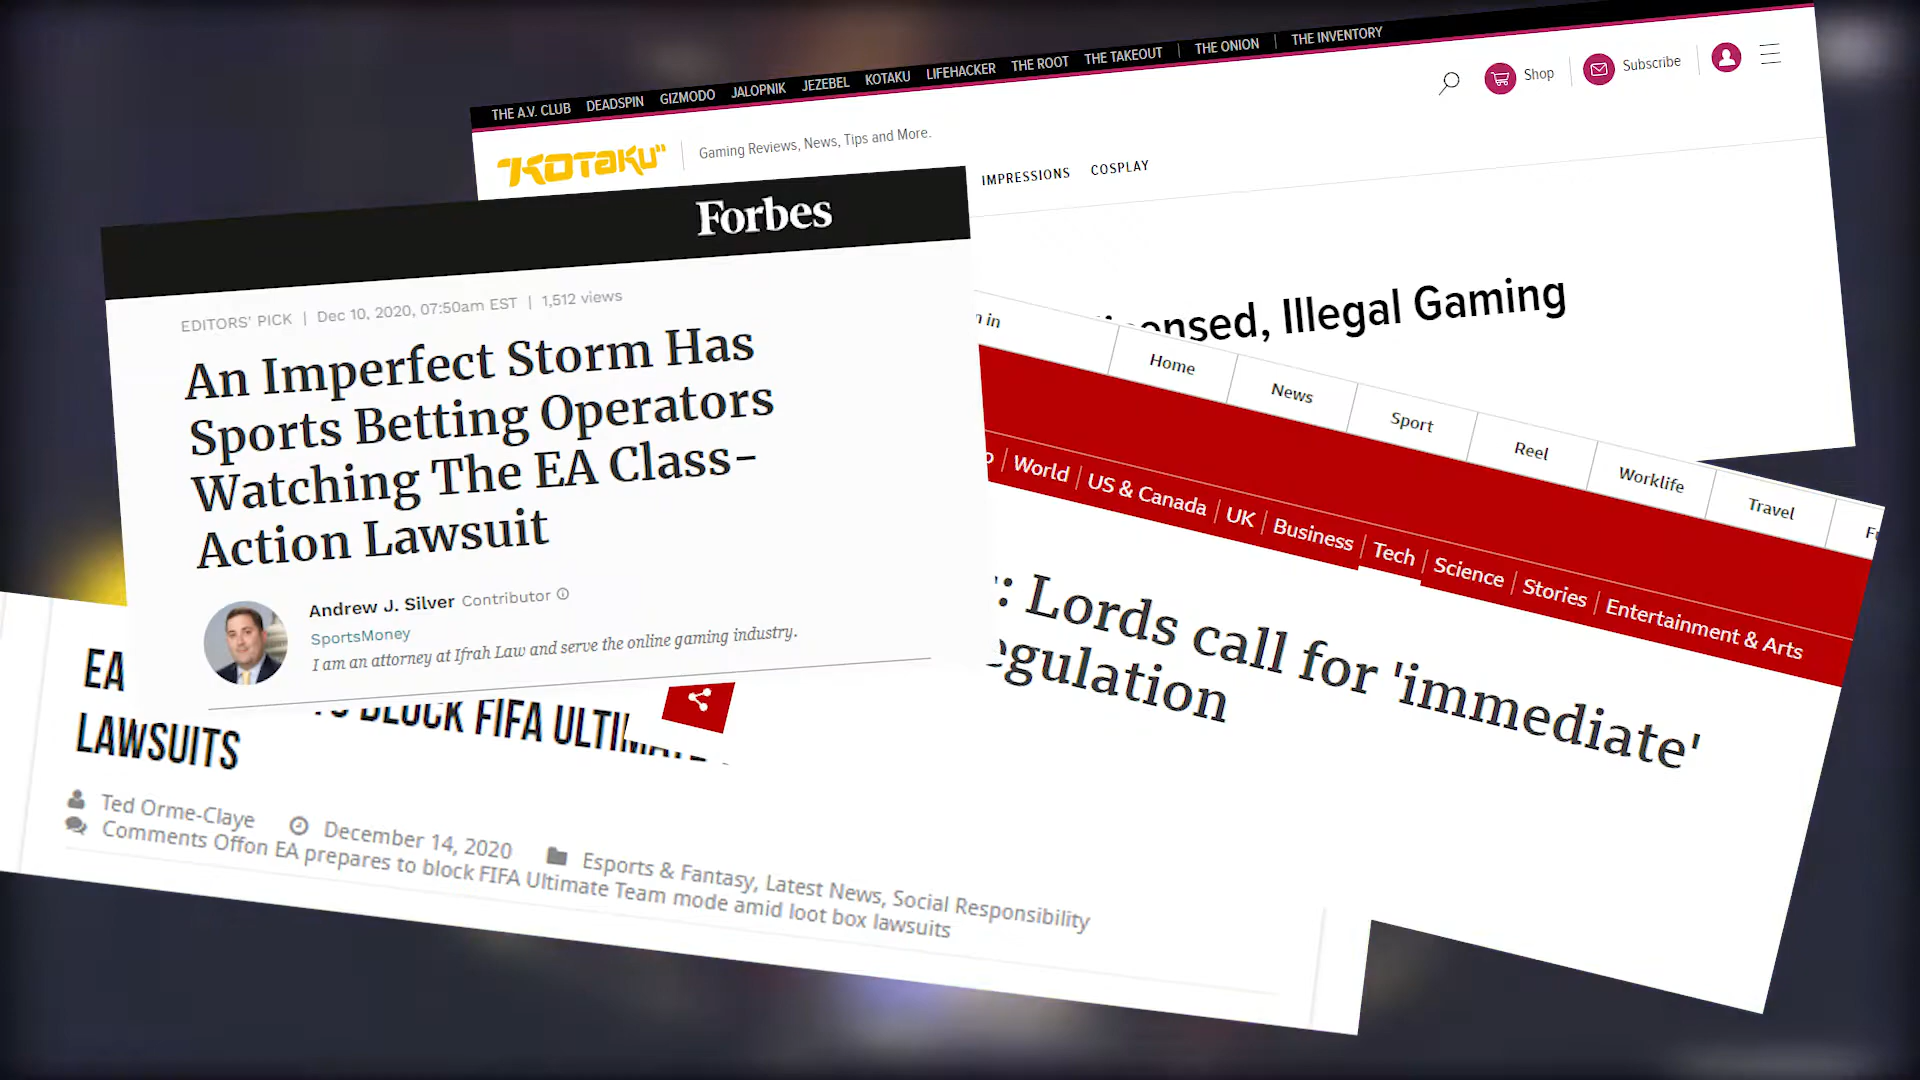 THE A.V. CLUB DEADSPIN GIZMODO JALOPNIK JEZEBEL KOTAKU LIFEHACKER THE ROOT THE TAKEOUT THE ONION THE INVENTORY
Shop Subscribe
"KOTaKU" Gaming Reviews, News, Tips and More.
IMPRESSIONS COSPLAY
Illegal Gaming
Forbes
EDITORS' PICK | Dec 10, 2020, 07:50am EST | 1,512 views
An Imperfect Storm Has
Sports Betting Operators
Watching The EA Class-
Action Lawsuit
Andrew J. Silver Contributor
SportsMoney
I am an attorney at Ifrah Law and serve the online gaming industry.
in
Home News Sport Reel Worklife Travel
World US & Canada UK Business Tech Science Stories Entertainment & Arts
: Lords call for 'immediate'
egulation
EA
BLOCK FIFA ULTIMATE
LAWSUITS
Ted Orme-Claye December 14, 2020 Esports & Fantasy, Latest News, Social Responsibility
Comments Offon EA prepares to block FIFA Ultimate Team mode amid loot box lawsuits